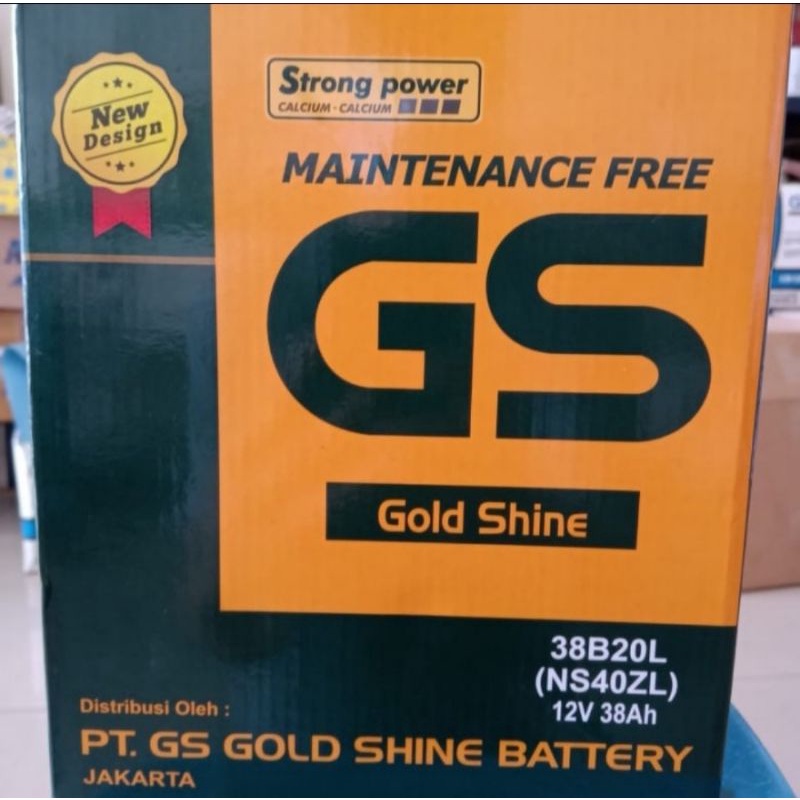 New
Design
Strong power
CALCIUM - CALCIUM
MAINTENANCE FREE
GS
Gold Shine
38B20L
(NS40ZL)
12V 38Ah
Distribusi Oleh :
PT. GS GOLD SHINE BATTERY
JAKARTA